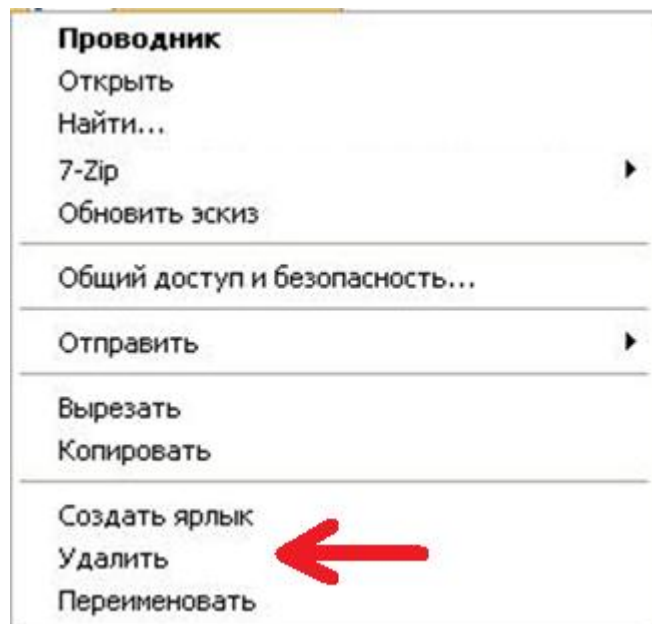 Проводник
Открыть
Найти...
7-Zip
Обновить эскиз
Общий доступ и безопасность...
Отправить
Вырезать
Копировать
Создать ярлык
Удалить
Переименовать